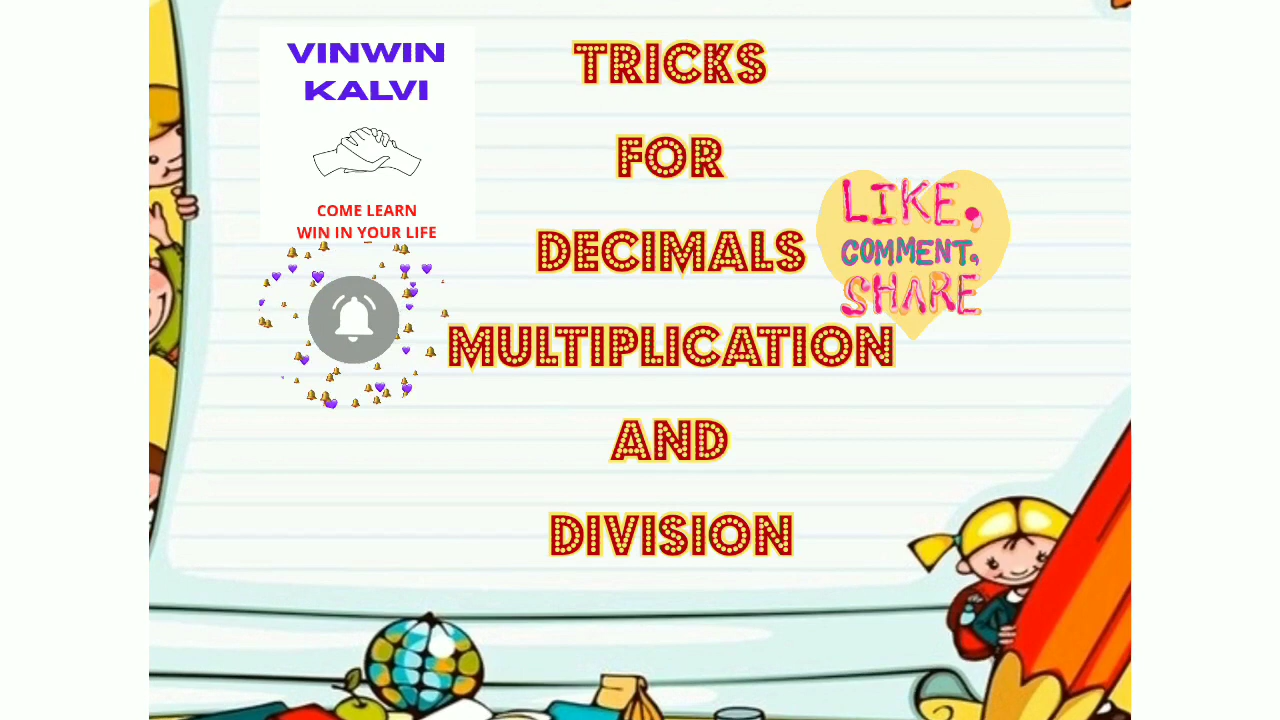 VINWIN
KALVI
COME LEARN
WIN IN YOUR LIFE
TRICKS
FOR
DECIMALS
MULTIPLICATION
AND
DIVISION
LIKE,
COMMENT,
SHARE